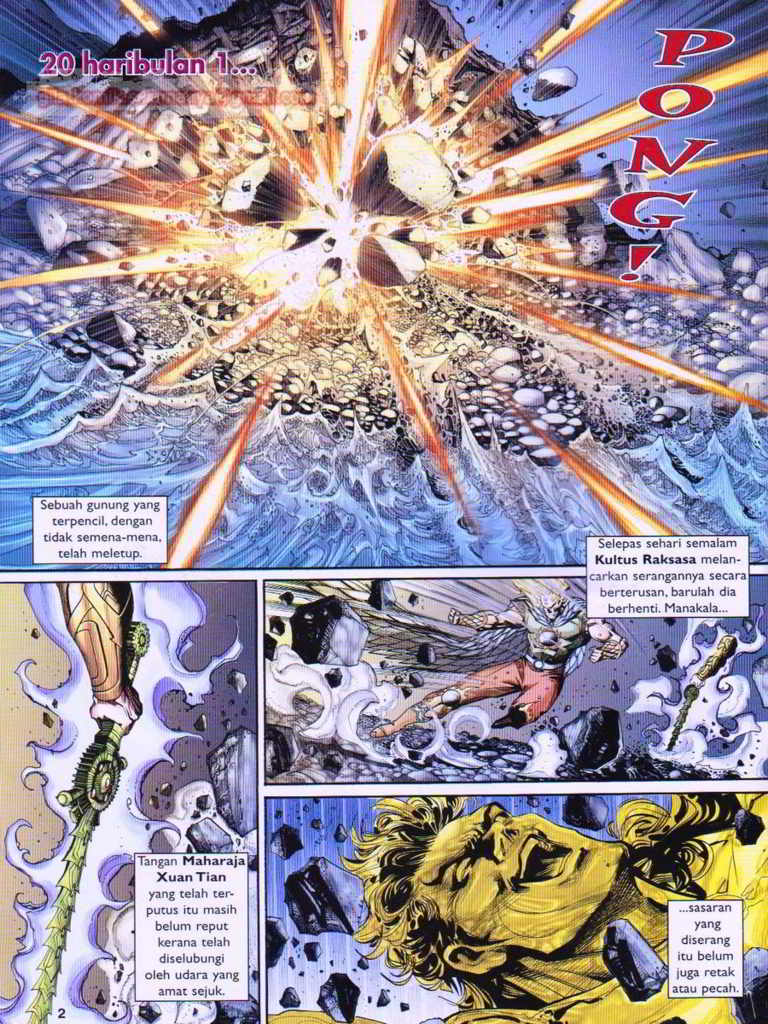 20 haribulan 1...
PONG!
Sebuah gunung yang
terpencil, dengan
tidak semena-mena,
telah meletup.
Selepas sehari semalam
Kultus Raksasa melan-
carkan serangannya secara
berterusan, barulah dia
berhenti. Manakala...
Tangan Maharaja
Xuan Tian
yang telah ter-
putus itu masih
belum reput
kerana telah
diselubungi
oleh udara yang
amat sejuk.
...sasaran
yang
diserang
itu belum
juga retak
atau pecah.
2